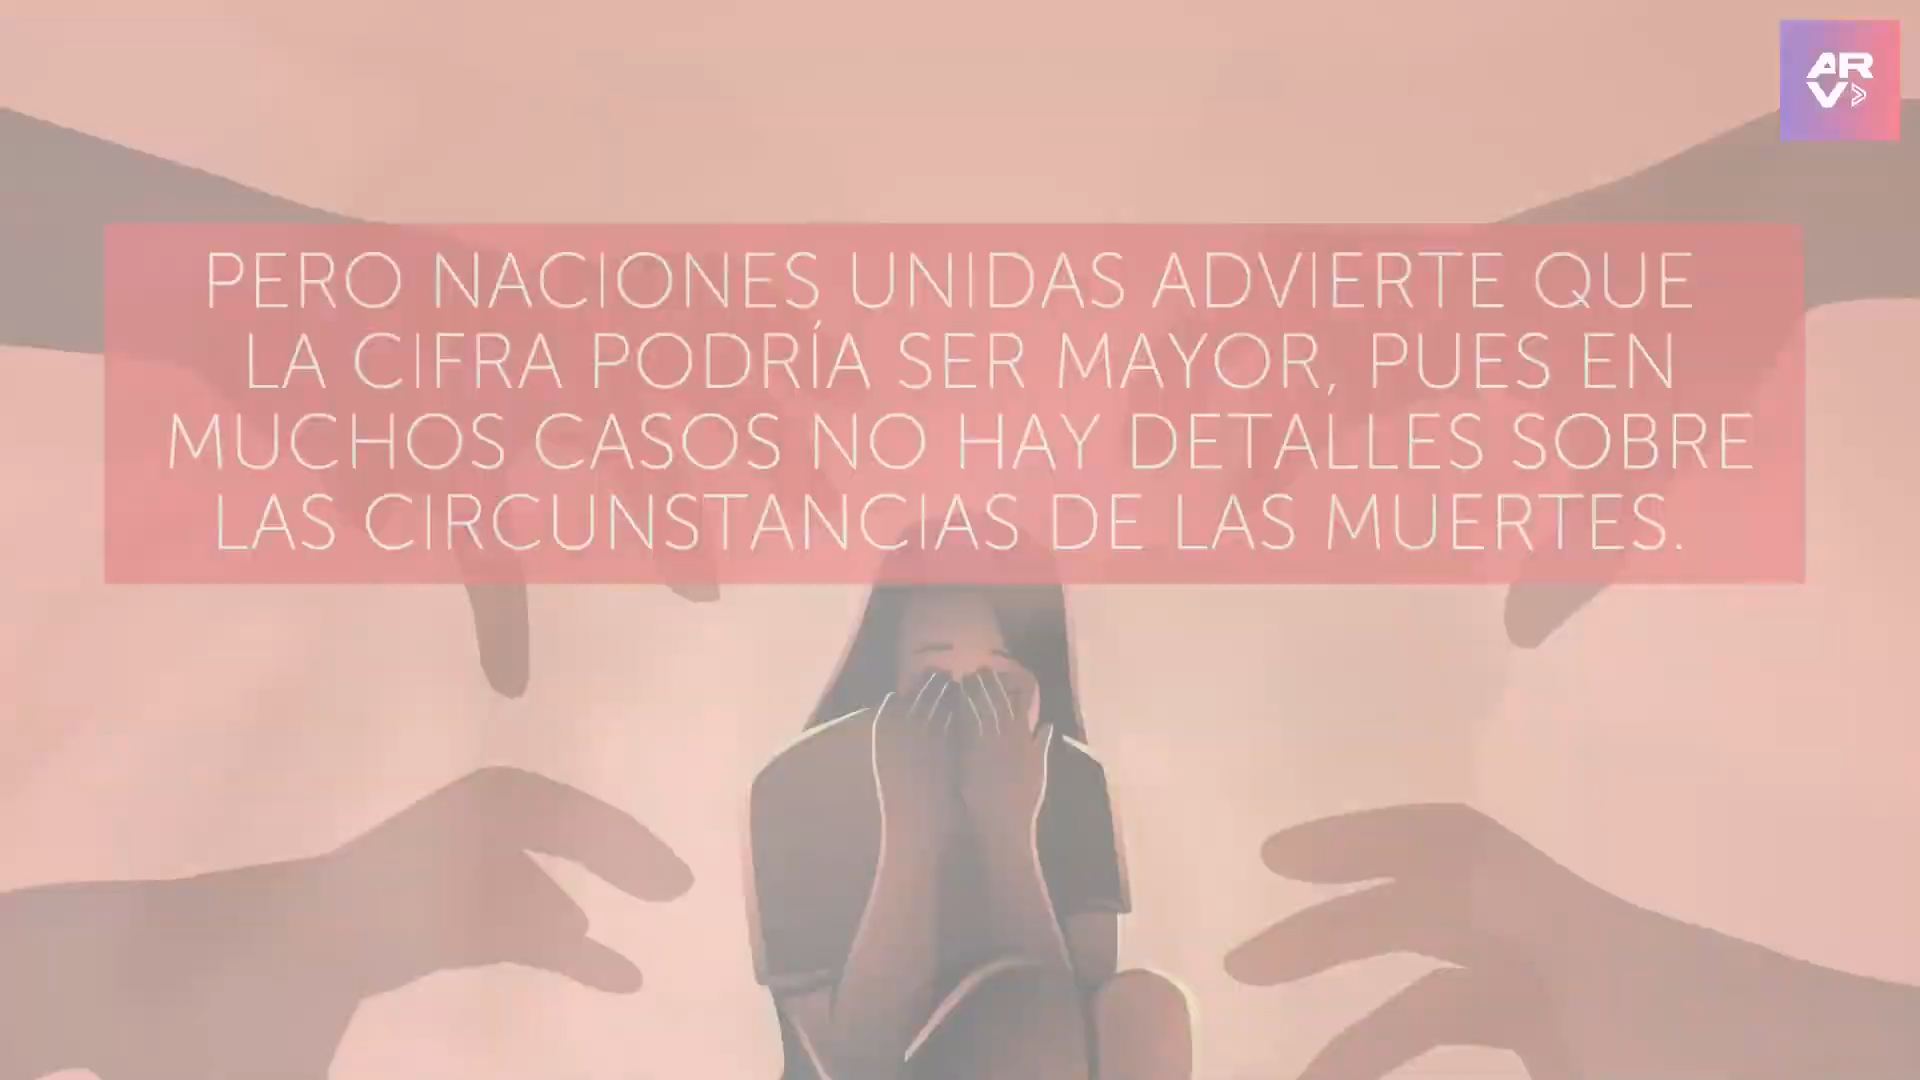 ARV
PERO NACIONES UNIDAS ADVIERTE QUE
LA CIFRA PODRÍA SER MAYOR, PUES EN
MUCHOS CASOS NO HAY DETALLES SOBRE
LAS CIRCUNSTANCIAS DE LAS MUERTES.